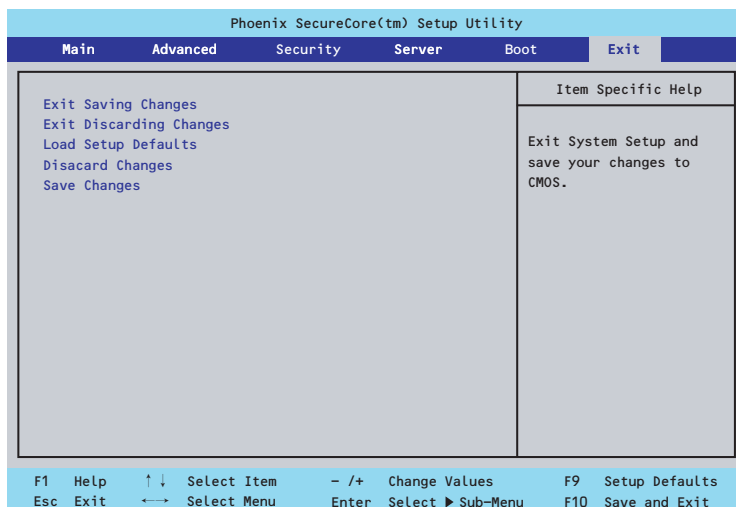 Phoenix SecureCore(tm) Setup Utility
Main Advanced Security Server Boot Exit
Exit Saving Changes
Exit Discarding Changes
Load Setup Defaults
Disacard Changes
Save Changes
Item Specific Help
Exit System Setup and
save your changes to
CMOS.
F1 Help ↑↓ Select Item - /+ Change Values F9 Setup Defaults
Esc Exit ←→ Select Menu Enter Select ▶ Sub-Menu F10 Save and Exit